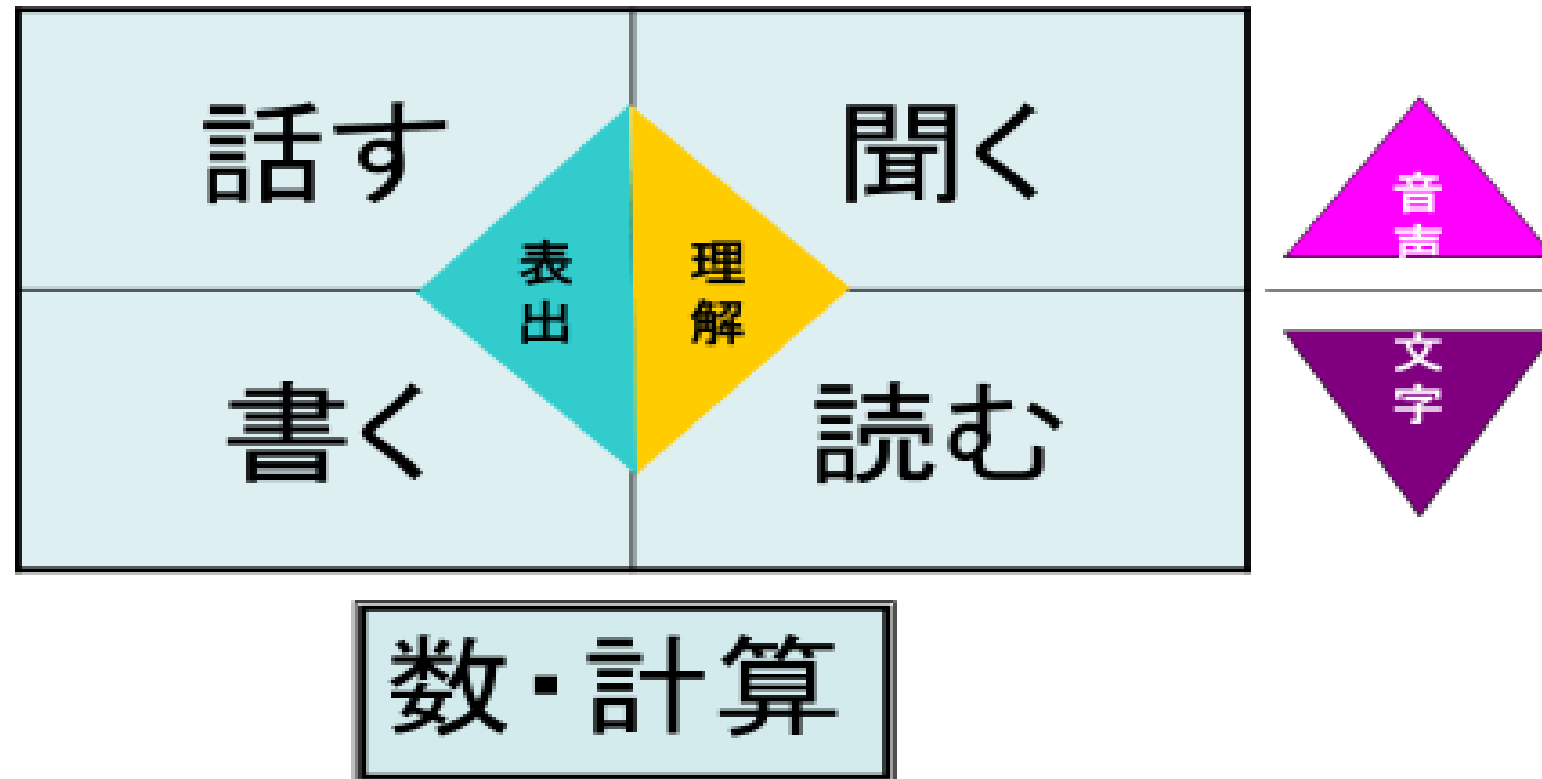 話す
聞く
表出
理解
書く
読む
音声
文字
数・計算